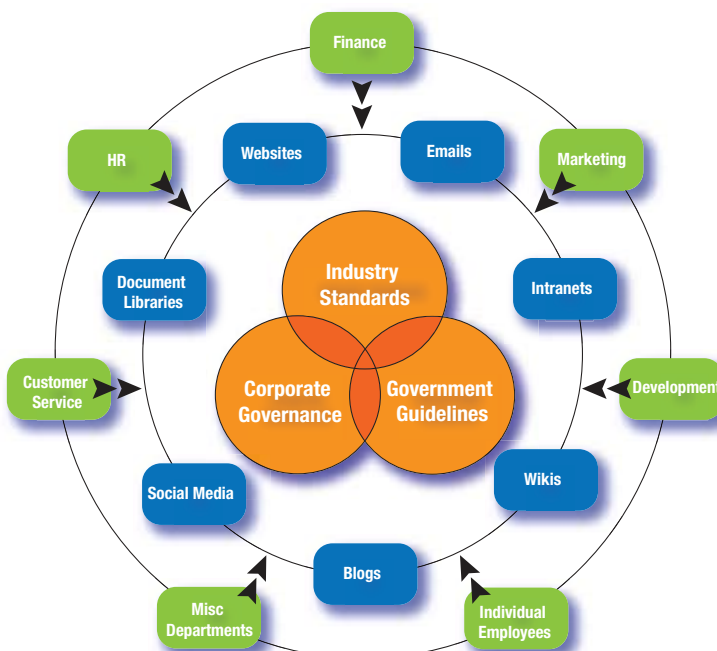 Finance
Websites
Emails
HR
Marketing
Industry
Standards
Document
Libraries
Intranets
Customer
Service
Corporate
Governance
Government
Guidelines
Development
Social Media
Wikis
Blogs
Misc
Departments
Individual
Employees